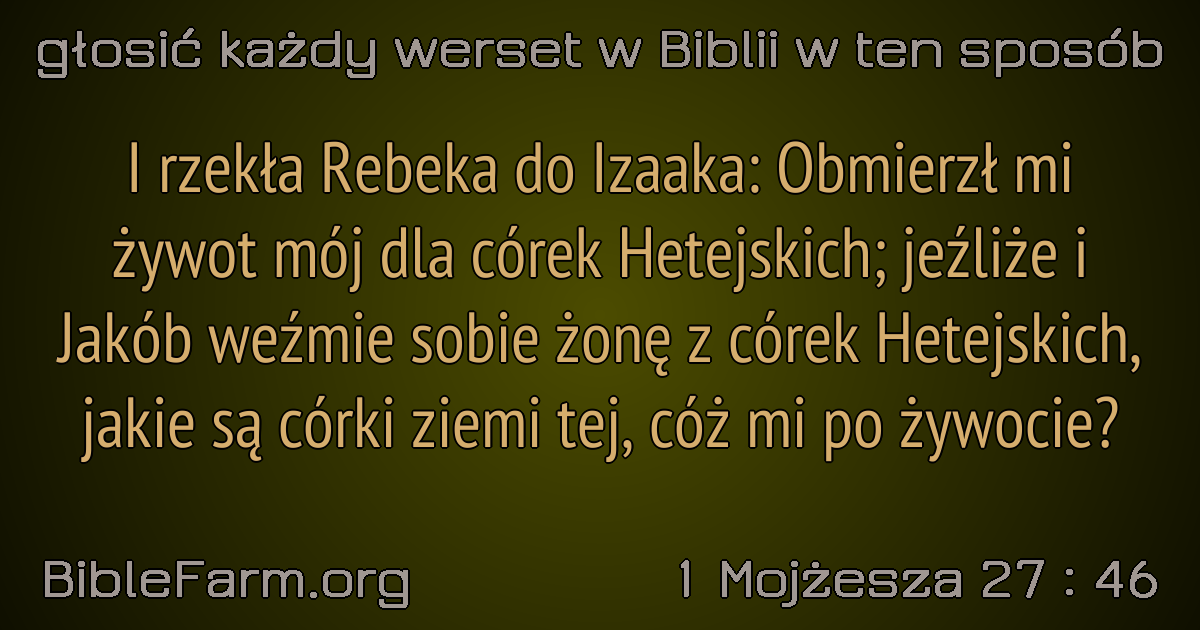 głosić każdy werset w Biblii w ten sposób
I rzekła Rebeka do Izaaka: Obmierzł mi
żywot mój dla córek Hetejskich; jeźliże i
Jakób weźmie sobie żonę z córek Hetejskich,
jakie są córki ziemi tej, cóż mi po żywocie?
BibleFarm.org
1 Mojżesza 27 : 46